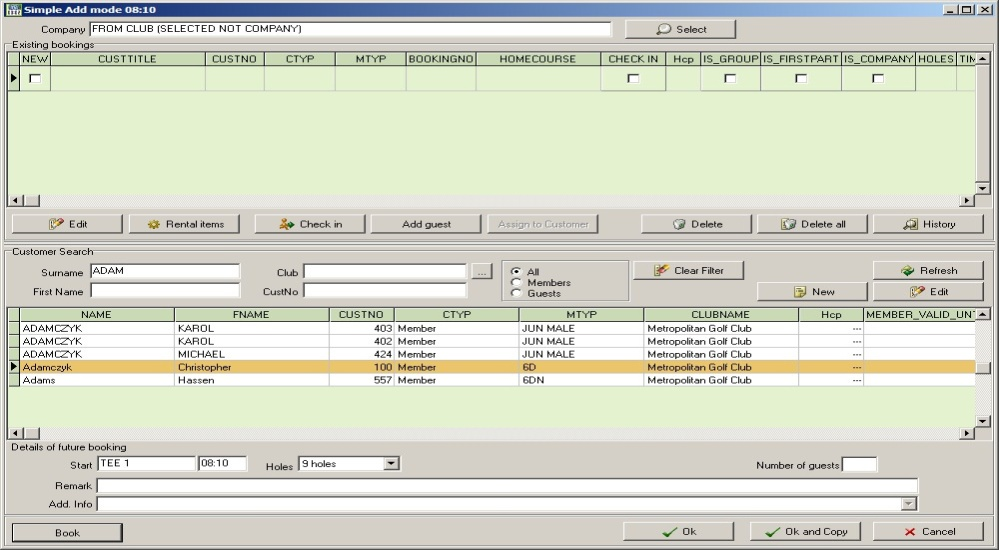 Simple Add mode 08:10
Company FROM CLUB (SELECTED NOT COMPANY) Select
Existing bookings
NEW CUSTTITLE CUSTNO CTYP MTYP BOOKINGNO HOMECOURSE CHECK IN Hcp IS_GROUP IS_FIRSTPART IS_COMPANY HOLES TIM
Edit Rental items Check in Add guest Assign to Customer Delete Delete all History
Customer Search
Surname ADAM Club ... All Clear Filter Refresh
Members
First Name CustNo Guests New Edit
NAME FNAME CUSTNO CTYP MTYP CLUBNAME Hcp MEMBER_VALID_UNT
ADAMCZYK KAROL 403 Member JUN MALE Metropolitan Golf Club ...
ADAMCZYK KAROL 402 Member JUN MALE Metropolitan Golf Club ...
ADAMCZYK MICHAEL 424 Member JUN MALE Metropolitan Golf Club ...
Adamczyk Christopher 100 Member 6D Metropolitan Golf Club ...
Adams Hassen 557 Member 6DN Metropolitan Golf Club ...
Details of future booking
Start TEE 1 08:10 Holes 9 holes Number of guests
Remark
Add. Info
Book Ok Ok and Copy Cancel